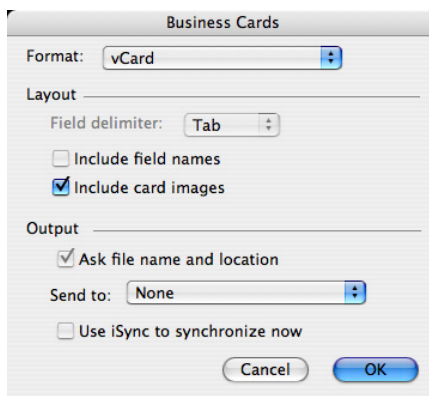 Business Cards
Format: vCard
Layout
Field delimiter: Tab
Include field names
Include card images
Output
Ask file name and location
Send to: None
Use iSync to synchronize now
Cancel OK